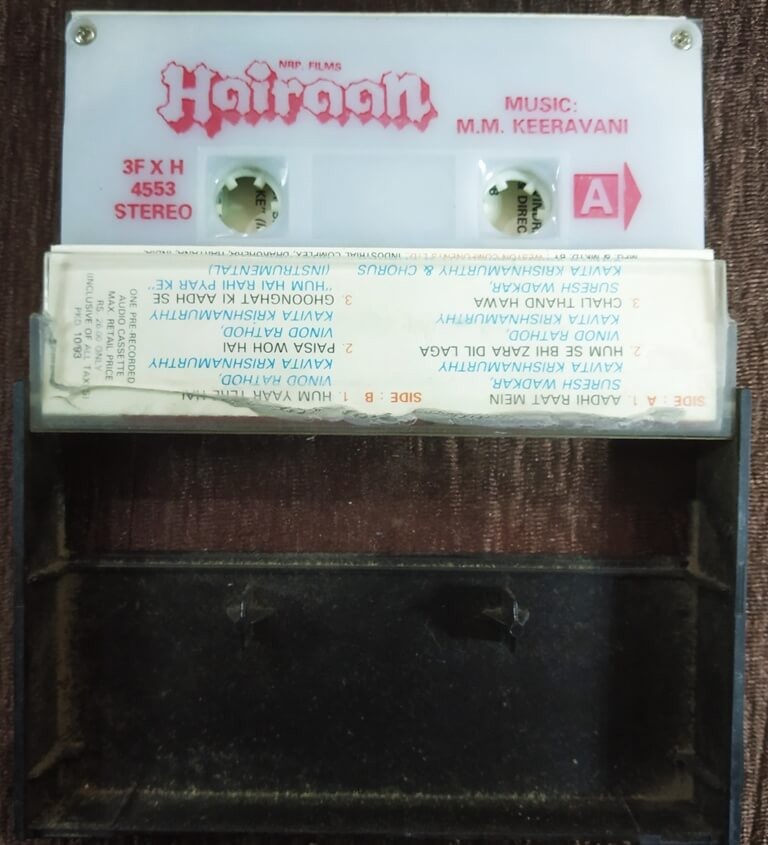 NRP. FILMS
Hairaan
MUSIC:
M.M. KEERAVANI
3F X H
4553
STEREO
A
SIDE : A
1. AADHI RAAT MEIN
SURESH WADKAR,
KAVITA KRISHNAMURTHY
2. HUM SE BHI ZARA DIL LAGA
VINOD RATHOD,
KAVITA KRISHNAMURTHY
3. CHALI THAND HAWA
SURESH WADKAR,
KAVITA KRISHNAMURTHY & CHORUS
SIDE : B
1. HUM YAAR TERE HAI
VINOD RATHOD,
KAVITA KRISHNAMURTHY
2. PAISA WOH HAI
VINOD RATHOD,
KAVITA KRISHNAMURTHY
3. GHOONGHAT KI AADH SE
"HUM HAI RAHI PYAR KE"
(INSTRUMENTAL)
ONE PRE-RECORDED
AUDIO CASSETTE
MAX. RETAIL PRICE
ONLY
(INCLUSIVE OF ALL TAXES)
PKD 10/93
INDUSTRIAL COMPLEX,